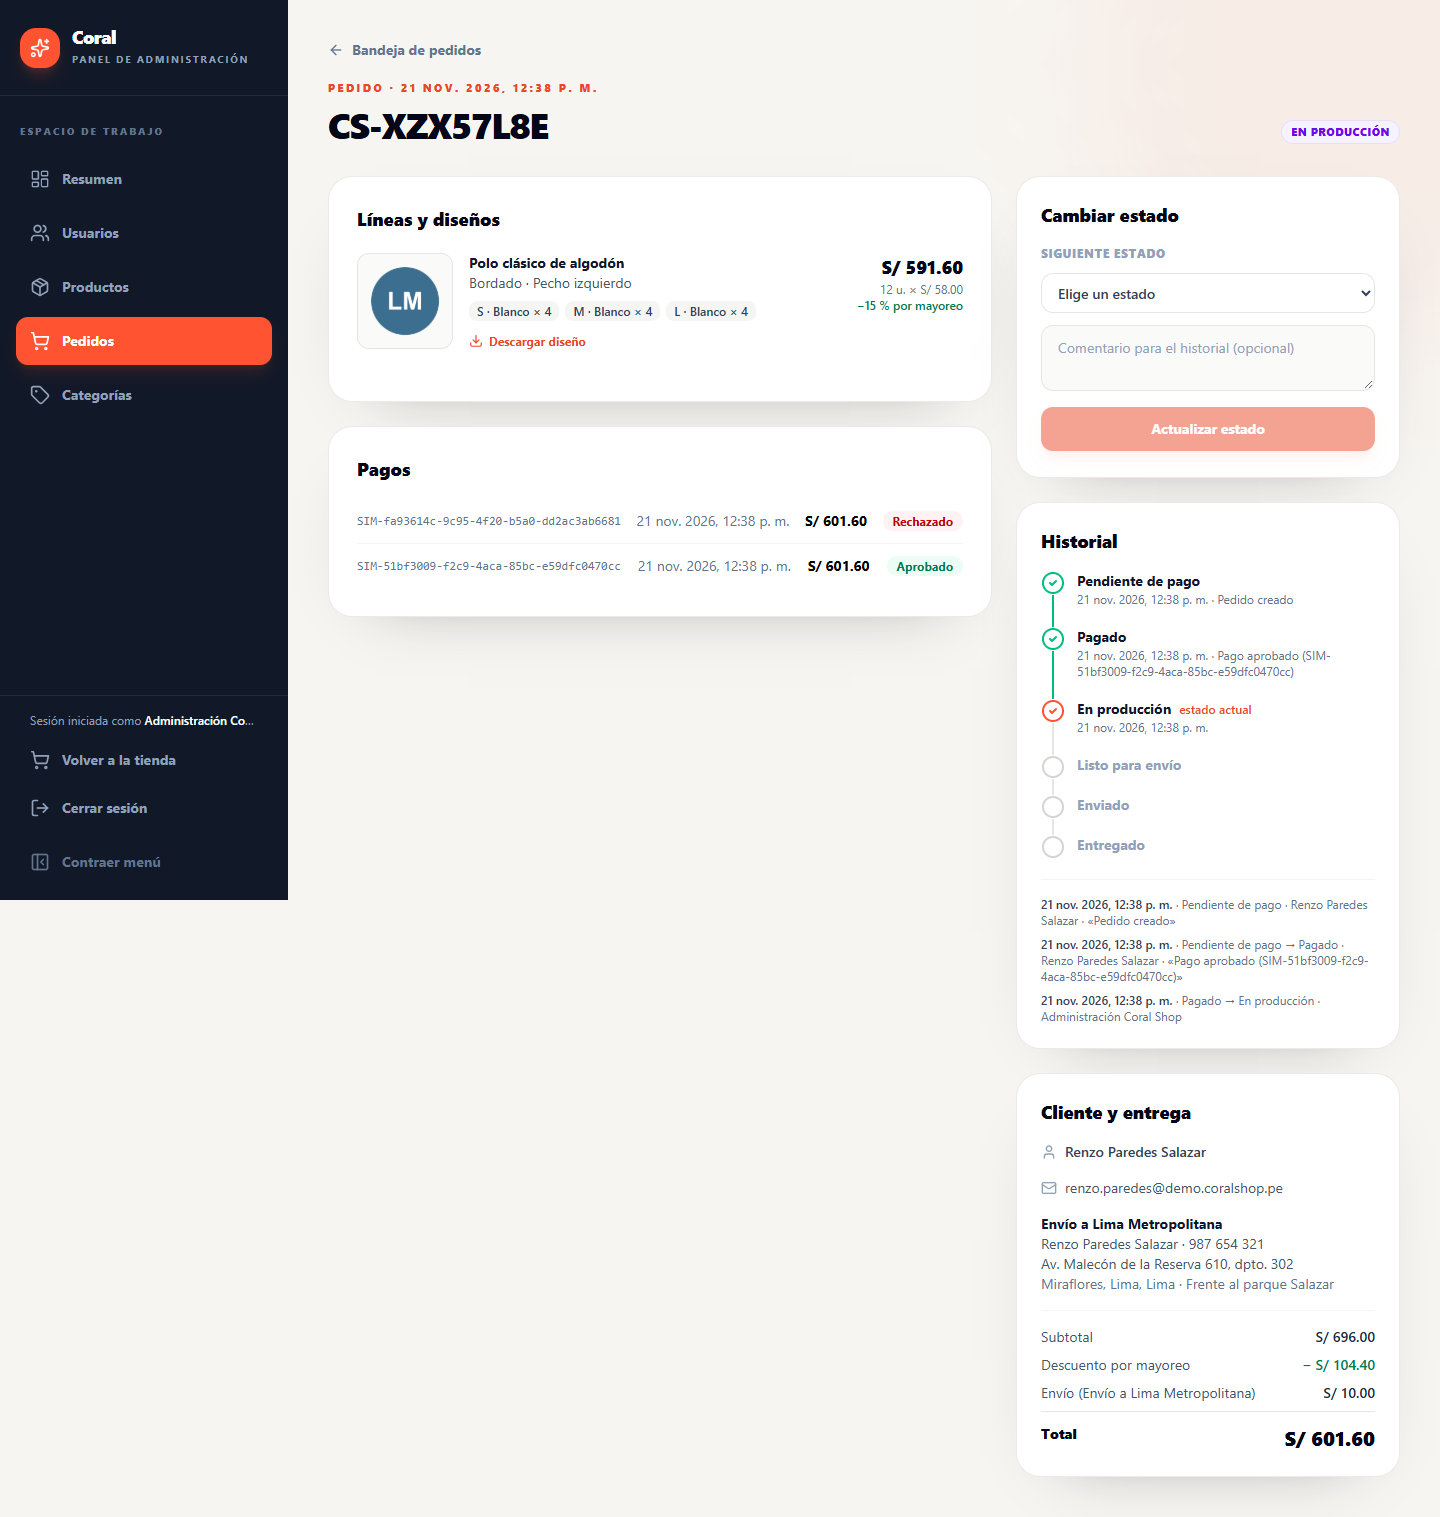 Coral
PANEL DE ADMINISTRACIÓN
ESPACIO DE TRABAJO
Resumen
Usuarios
Productos
Pedidos
Categorías
Sesión iniciada como Administración Co...
Volver a la tienda
Cerrar sesión
Contraer menú
Bandeja de pedidos
PEDIDO · 21 NOV. 2026, 12:38 P. M.
CS-XZX57L8E
EN PRODUCCIÓN
Líneas y diseños
LM
Polo clásico de algodón
Bordado · Pecho izquierdo
S · Blanco × 4
M · Blanco × 4
L · Blanco × 4
Descargar diseño
S/ 591.60
12 u. × S/ 58.00
−15 % por mayoreo
Pagos
SIM-fa93614c-9c95-4f20-b5a0-dd2ac3ab6681 21 nov. 2026, 12:38 p. m. S/ 601.60 Rechazado
SIM-51bf3009-f2c9-4aca-85bc-e59dfc0470cc 21 nov. 2026, 12:38 p. m. S/ 601.60 Aprobado
Cambiar estado
SIGUIENTE ESTADO
Elige un estado
Comentario para el historial (opcional)
Actualizar estado
Historial
Pendiente de pago
21 nov. 2026, 12:38 p. m. · Pedido creado
Pagado
21 nov. 2026, 12:38 p. m. · Pago aprobado (SIM-
51bf3009-f2c9-4aca-85bc-e59dfc0470cc)
En producción estado actual
21 nov. 2026, 12:38 p. m.
Listo para envío
Enviado
Entregado
21 nov. 2026, 12:38 p. m. · Pendiente de pago · Renzo Paredes
Salazar · «Pedido creado»
21 nov. 2026, 12:38 p. m. · Pendiente de pago → Pagado ·
Renzo Paredes Salazar · «Pago aprobado (SIM-51bf3009-f2c9-
4aca-85bc-e59dfc0470cc)»
21 nov. 2026, 12:38 p. m. · Pagado → En producción ·
Administración Coral Shop
Cliente y entrega
Renzo Paredes Salazar
renzo.paredes@demo.coralshop.pe
Envío a Lima Metropolitana
Renzo Paredes Salazar · 987 654 321
Av. Malecón de la Reserva 610, dpto. 302
Miraflores, Lima, Lima · Frente al parque Salazar
Subtotal S/ 696.00
Descuento por mayoreo − S/ 104.40
Envío (Envío a Lima Metropolitana) S/ 10.00
Total S/ 601.60